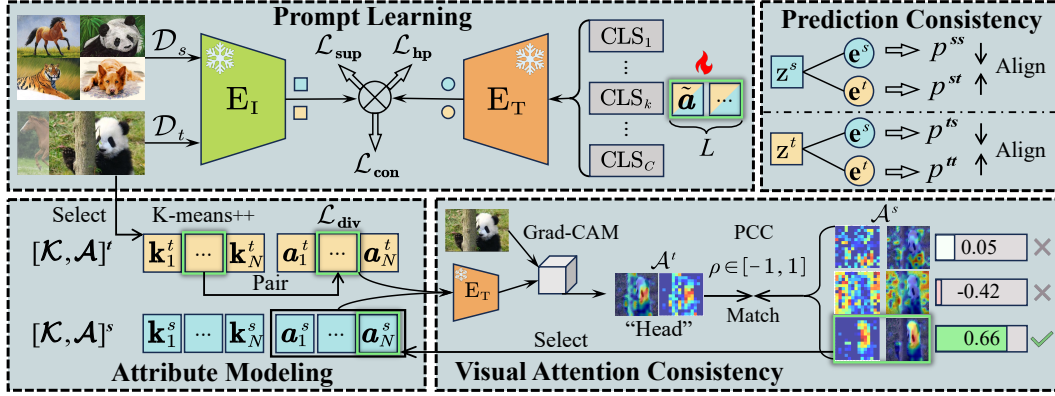 Prompt Learning
𝒟_s
E_I
ℒ_sup
ℒ_hp
E_T
CLS_1
⋮
CLS_k
ã
...
⋮
CLS_C
L
𝒟_t
ℒ_con
Prediction Consistency
z^s
e^s
p^ss
e^t
p^st
Align
z^t
e^s
p^ts
e^t
p^tt
Align
Select
K-means++
ℒ_div
[𝒦, 𝒜]^t
k_1^t ... k_N^t
a_1^t ... a_N^t
Pair
[𝒦, 𝒜]^s
k_1^s ... k_N^s
a_1^s ... a_N^s
Attribute Modeling
Grad-CAM
E_T
𝒜^t
“Head”
PCC
ρ∈[-1, 1]
Match
𝒜^s
0.05
-0.42
0.66
Select
Visual Attention Consistency